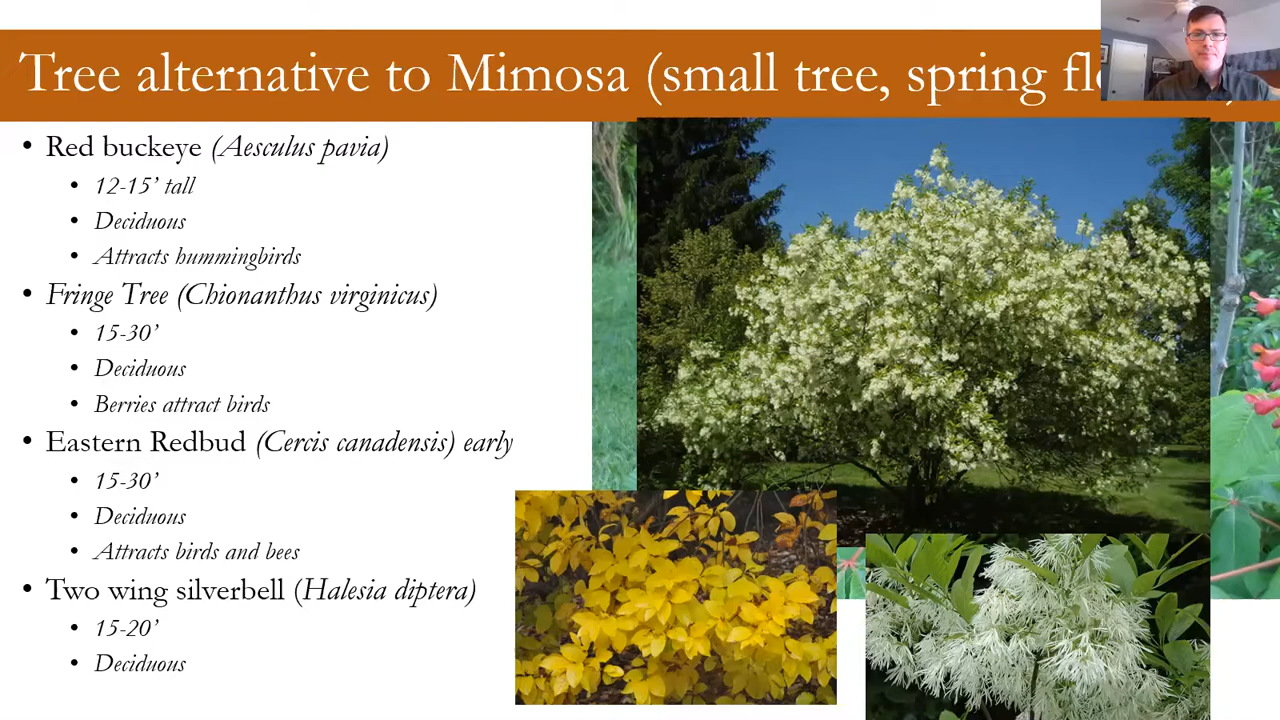 Tree alternative to Mimosa (small tree, spring
• Red buckeye (Aesculus pavia)
• 12-15’ tall
• Deciduous
• Attracts hummingbirds
• Fringe Tree (Chionanthus virginicus)
• 15-30’
• Deciduous
• Berries attract birds
• Eastern Redbud (Cercis canadensis) early
• 15-30’
• Deciduous
• Attracts birds and bees
• Two wing silverbell (Halesia diptera)
• 15-20’
• Deciduous